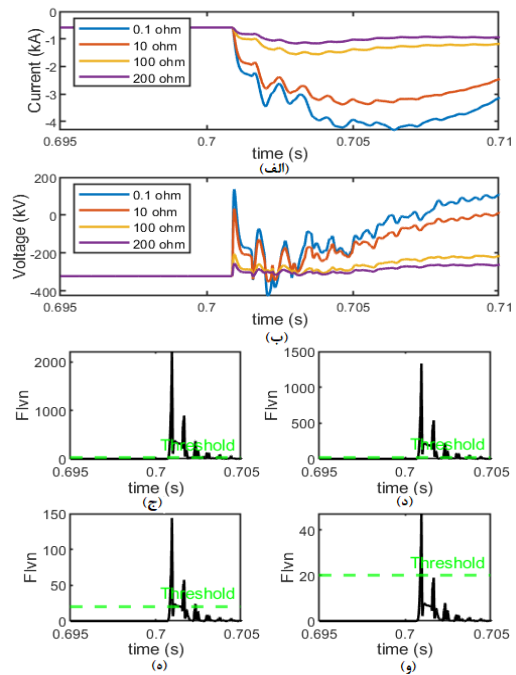 0
-1
-2
-3
-4
Current (kA)
0.1 ohm
10 ohm
100 ohm
200 ohm
0.695 0.7 0.705 0.71
time (s)
(الف)
200
0
-200
-400
Voltage (kV)
0.1 ohm
10 ohm
100 ohm
200 ohm
0.695 0.7 0.705 0.71
time (s)
(ب)
2000
1000
0
FIvn
Threshold
0.695 0.7 0.705
time (s)
(ج)
1500
1000
500
0
FIvn
Threshold
0.695 0.7 0.705
time (s)
(د)
150
100
50
0
FIvn
Threshold
0.695 0.7 0.705
time (s)
(ه)
40
20
0
FIvn
Threshold
0.695 0.7 0.705
time (s)
(و)